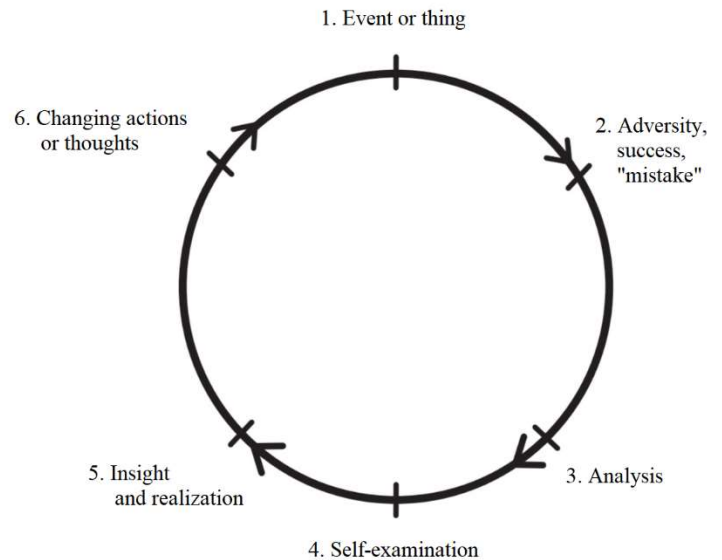 1. Event or thing
2. Adversity,
success,
"mistake"
3. Analysis
4. Self-examination
5. Insight
and realization
6. Changing actions
or thoughts